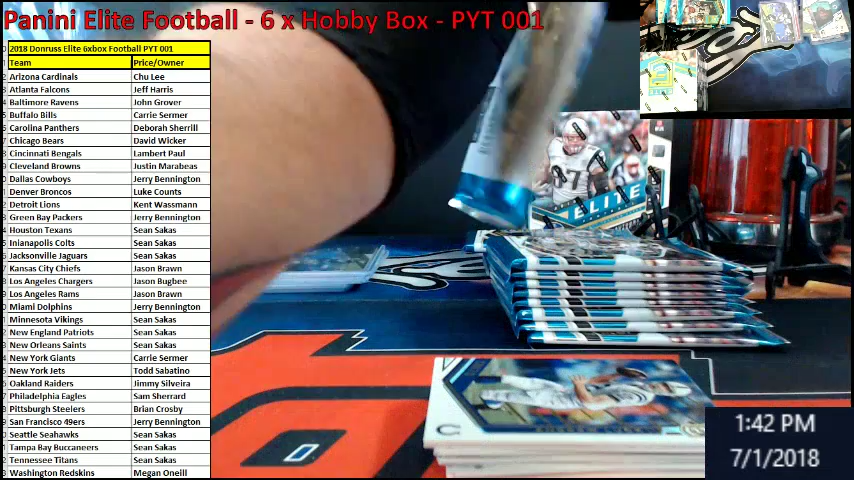 Panini Elite Football - 6 x Hobby Box - PYT 001
2018 Donruss Elite 6xbox Football PYT 001
Team Price/Owner
Arizona Cardinals Chu Lee
Atlanta Falcons Jeff Harris
Baltimore Ravens John Grover
Buffalo Bills Carrie Sermer
Carolina Panthers Deborah Sherrill
Chicago Bears David Wicker
Cincinnati Bengals Lambert Paul
Cleveland Browns Justin Marabeas
Dallas Cowboys Jerry Bennington
Denver Broncos Luke Counts
Detroit Lions Kent Wassmann
Green Bay Packers Jerry Bennington
Houston Texans Sean Sakas
Inianapolis Colts Sean Sakas
Jacksonville Jaguars Sean Sakas
Kansas City Chiefs Jason Brawn
Los Angeles Chargers Jason Bugbee
Los Angeles Rams Jason Brawn
Miami Dolphins Jerry Bennington
Minnesota Vikings Sean Sakas
New England Patriots Sean Sakas
New Orleans Saints Sean Sakas
New York Giants Carrie Sermer
New York Jets Todd Sabatino
Oakland Raiders Jimmy Silveira
Philadelphia Eagles Sam Sherrard
Pittsburgh Steelers Brian Crosby
San Francisco 49ers Jerry Bennington
Seattle Seahawks Sean Sakas
Tampa Bay Buccaneers Sean Sakas
Tennessee Titans Sean Sakas
Washington Redskins Megan Oneill
87
ELITE
1:42 PM
7/1/2018